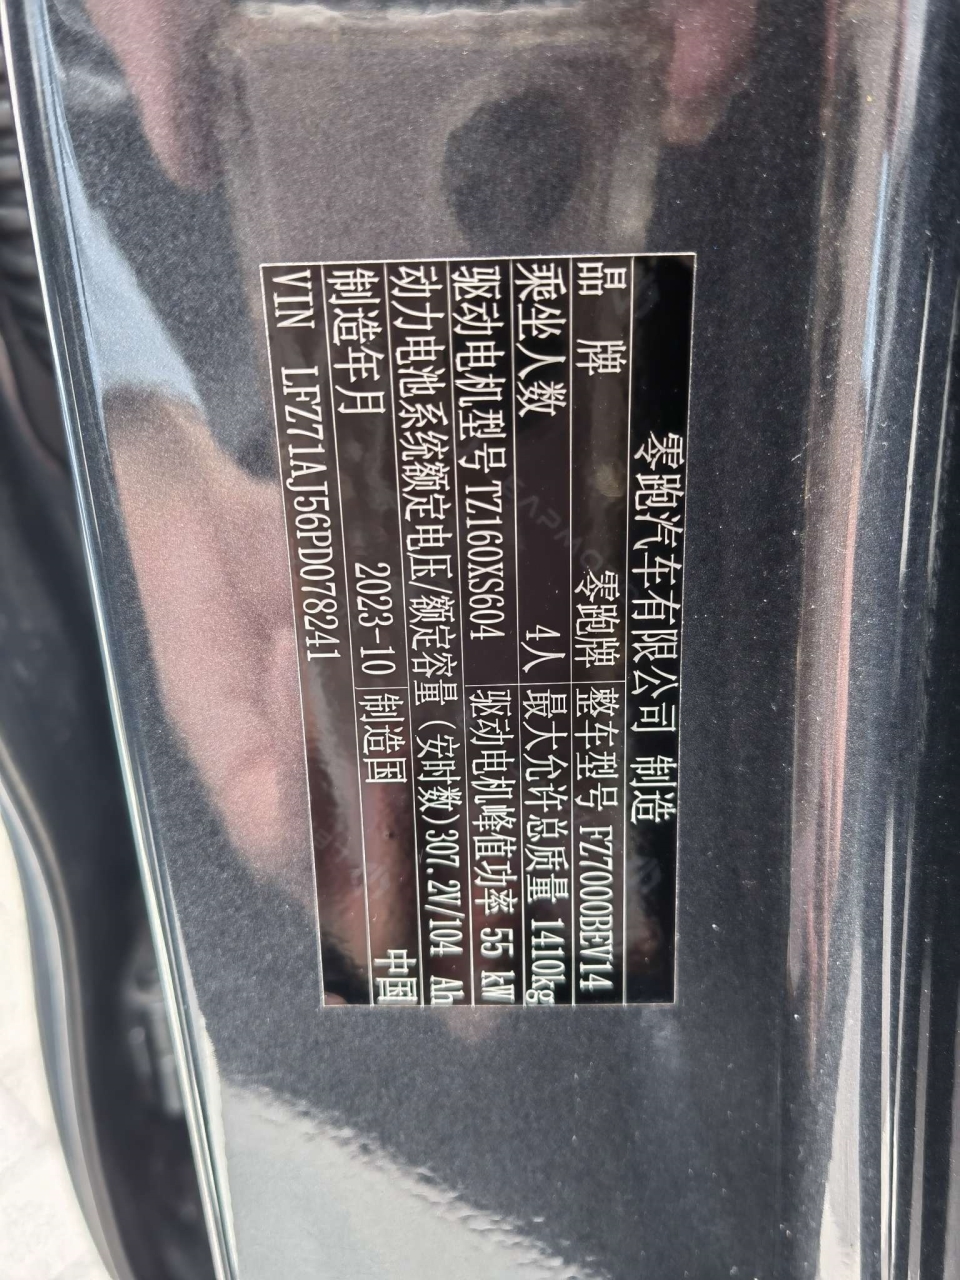 零跑汽车有限公司 制造
品 牌 零跑牌 整车型号 FZ7000BEV14
乘坐人数 4人 最大允许总质量 1410kg
驱动电机型号 TZ160XS604 驱动电机峰值功率 55 kW
动力电池系统额定电压/额定容量(安时数)307.2V/104 Ah
制造年月 2023-10 制造国 中国
VIN LFZ71AJ56PD078241